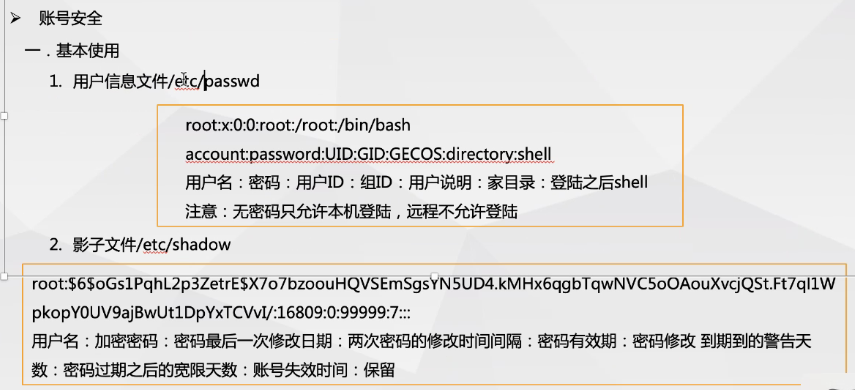 ➤ 账号安全
一．基本使用
1. 用户信息文件/etc/passwd
root:x:0:0:root:/root:/bin/bash
account:password:UID:GID:GECOS:directory:shell
用户名：密码：用户ID：组ID：用户说明：家目录：登陆之后shell
注意：无密码只允许本机登陆，远程不允许登陆
2. 影子文件/etc/shadow
root:$6$oGs1PqhL2p3ZetrE$X7o7bzoouHQVSEmSgsYN5UD4.kMHx6qgbTqwNVC5oOAouXvcjQSt.Ft7ql1W
pkopY0UV9ajBwUt1DpYxTCVvI/:16809:0:99999:7:::
用户名：加密密码：密码最后一次修改日期：两次密码的修改时间间隔：密码有效期：密码修改 到期到的警告天
数：密码过期之后的宽限天数：账号失效时间：保留